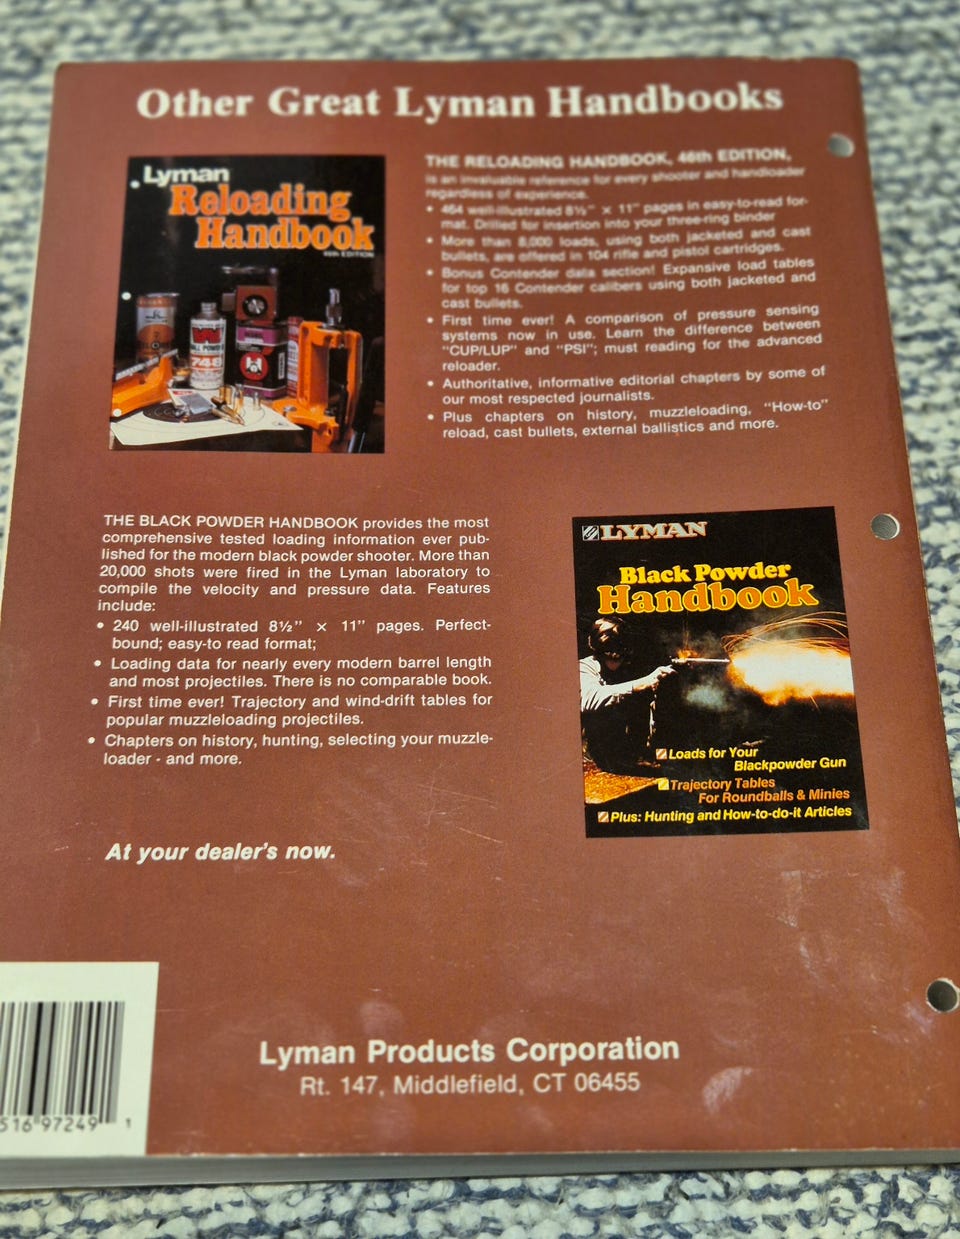 Other Great Lyman Handbooks
Lyman
Reloading
Handbook
46th EDITION
THE RELOADING HANDBOOK, 46th EDITION,
is an invaluable reference for every shooter and handloader
regardless of experience.
• 464 well-illustrated 8½" × 11" pages in easy-to-read for-
mat. Drilled for insertion into your three-ring binder
• More than 8,000 loads, using both jacketed and cast
bullets, are offered in 104 rifle and pistol cartridges.
• Bonus Contender data section! Expansive load tables
for top 16 Contender calibers using both jacketed and
cast bullets.
• First time ever! A comparison of pressure sensing
systems now in use. Learn the difference between
"CUP/LUP" and "PSI"; must reading for the advanced
reloader.
• Authoritative, informative editorial chapters by some of
our most respected journalists.
• Plus chapters on history, muzzleloading, "How-to"
reload, cast bullets, external ballistics and more.
748
THE BLACK POWDER HANDBOOK provides the most
comprehensive tested loading information ever pub-
lished for the modern black powder shooter. More than
20,000 shots were fired in the Lyman laboratory to
compile the velocity and pressure data. Features
include:
• 240 well-illustrated 8½" × 11" pages. Perfect-
bound; easy-to read format;
• Loading data for nearly every modern barrel length
and most projectiles. There is no comparable book.
• First time ever! Trajectory and wind-drift tables for
popular muzzleloading projectiles.
• Chapters on history, hunting, selecting your muzzle-
loader - and more.
LYMAN
Black Powder
Handbook
Loads for Your
Blackpowder Gun
Trajectory Tables
For Roundballs & Minies
Plus: Hunting and How-to-do-it Articles
At your dealer's now.
Lyman Products Corporation
Rt. 147, Middlefield, CT 06455
516 97249 1